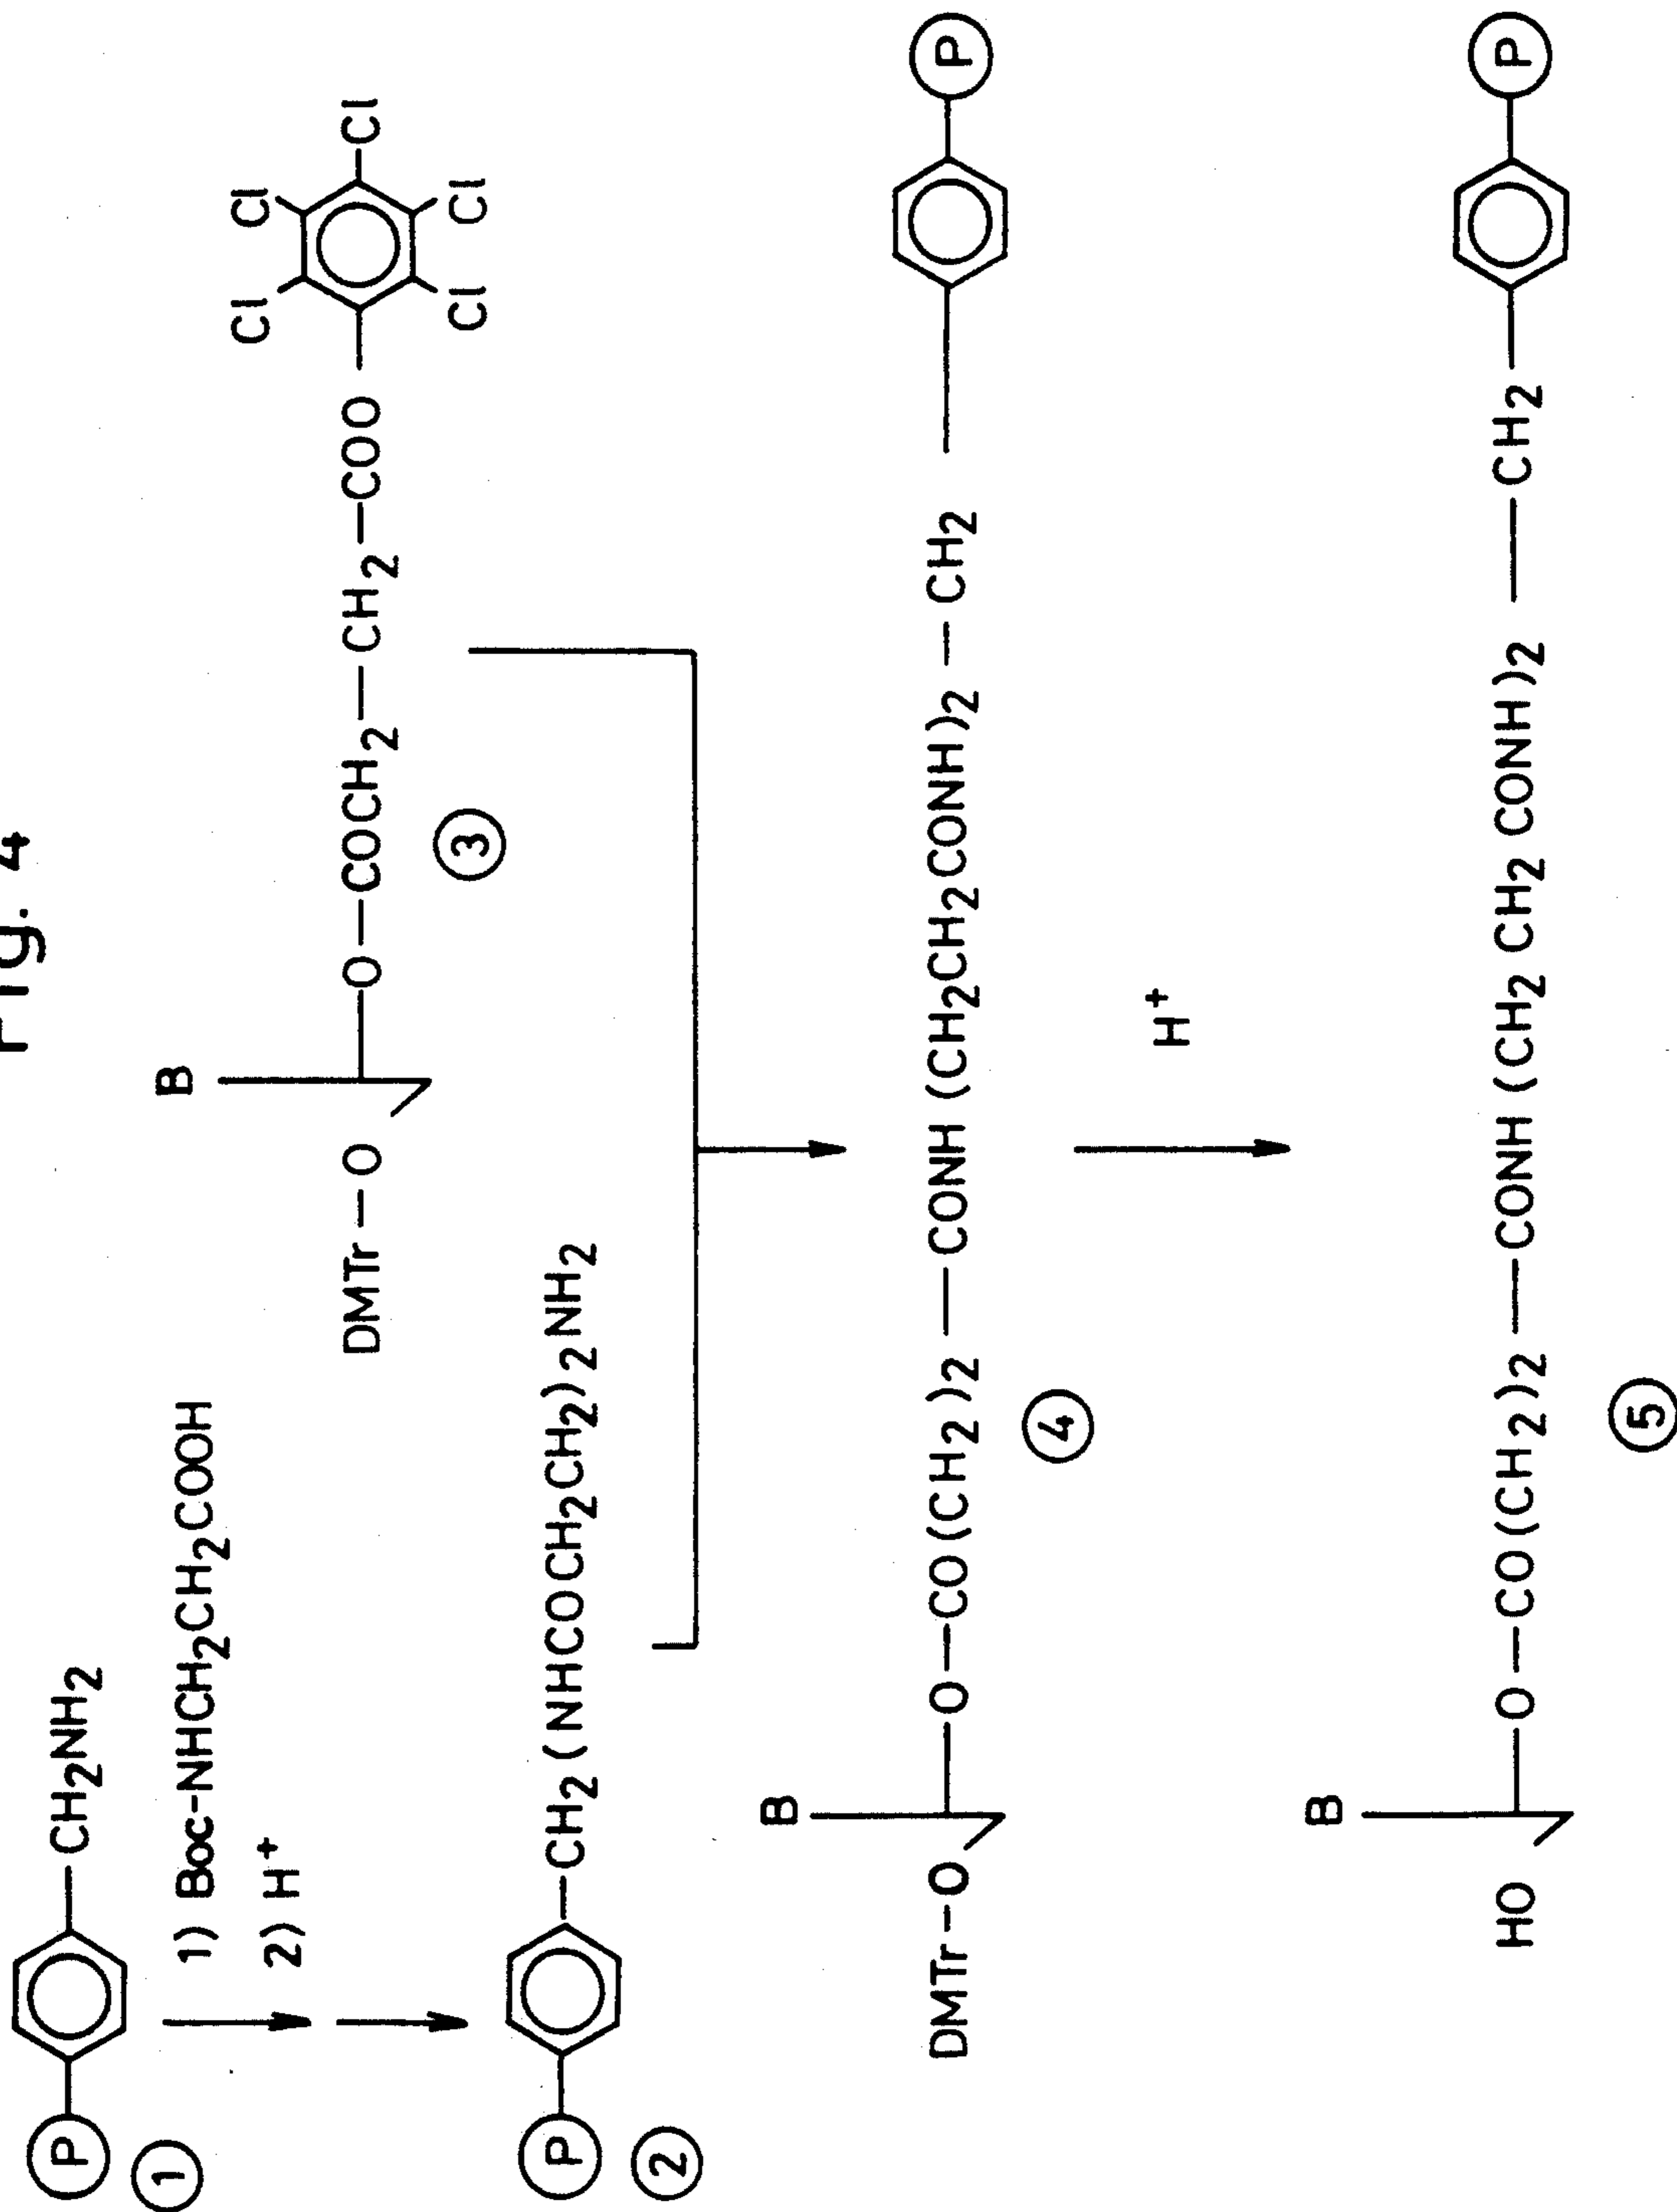 Fig. 4
P CH2NH2
1
1) Boc-NHCH2CH2COOH
2) H+
P CH2(NHCOCH2CH2)2NH2
2
B
DMTr-O O-COCH2-CH2-COO Cl Cl Cl Cl Cl
3
B
DMTr-O O-CO(CH2)2-CONH(CH2CH2CONH)2-CH2 P
4
H+
B
HO O-CO(CH2)2-CONH(CH2CH2CONH)2-CH2 P
5